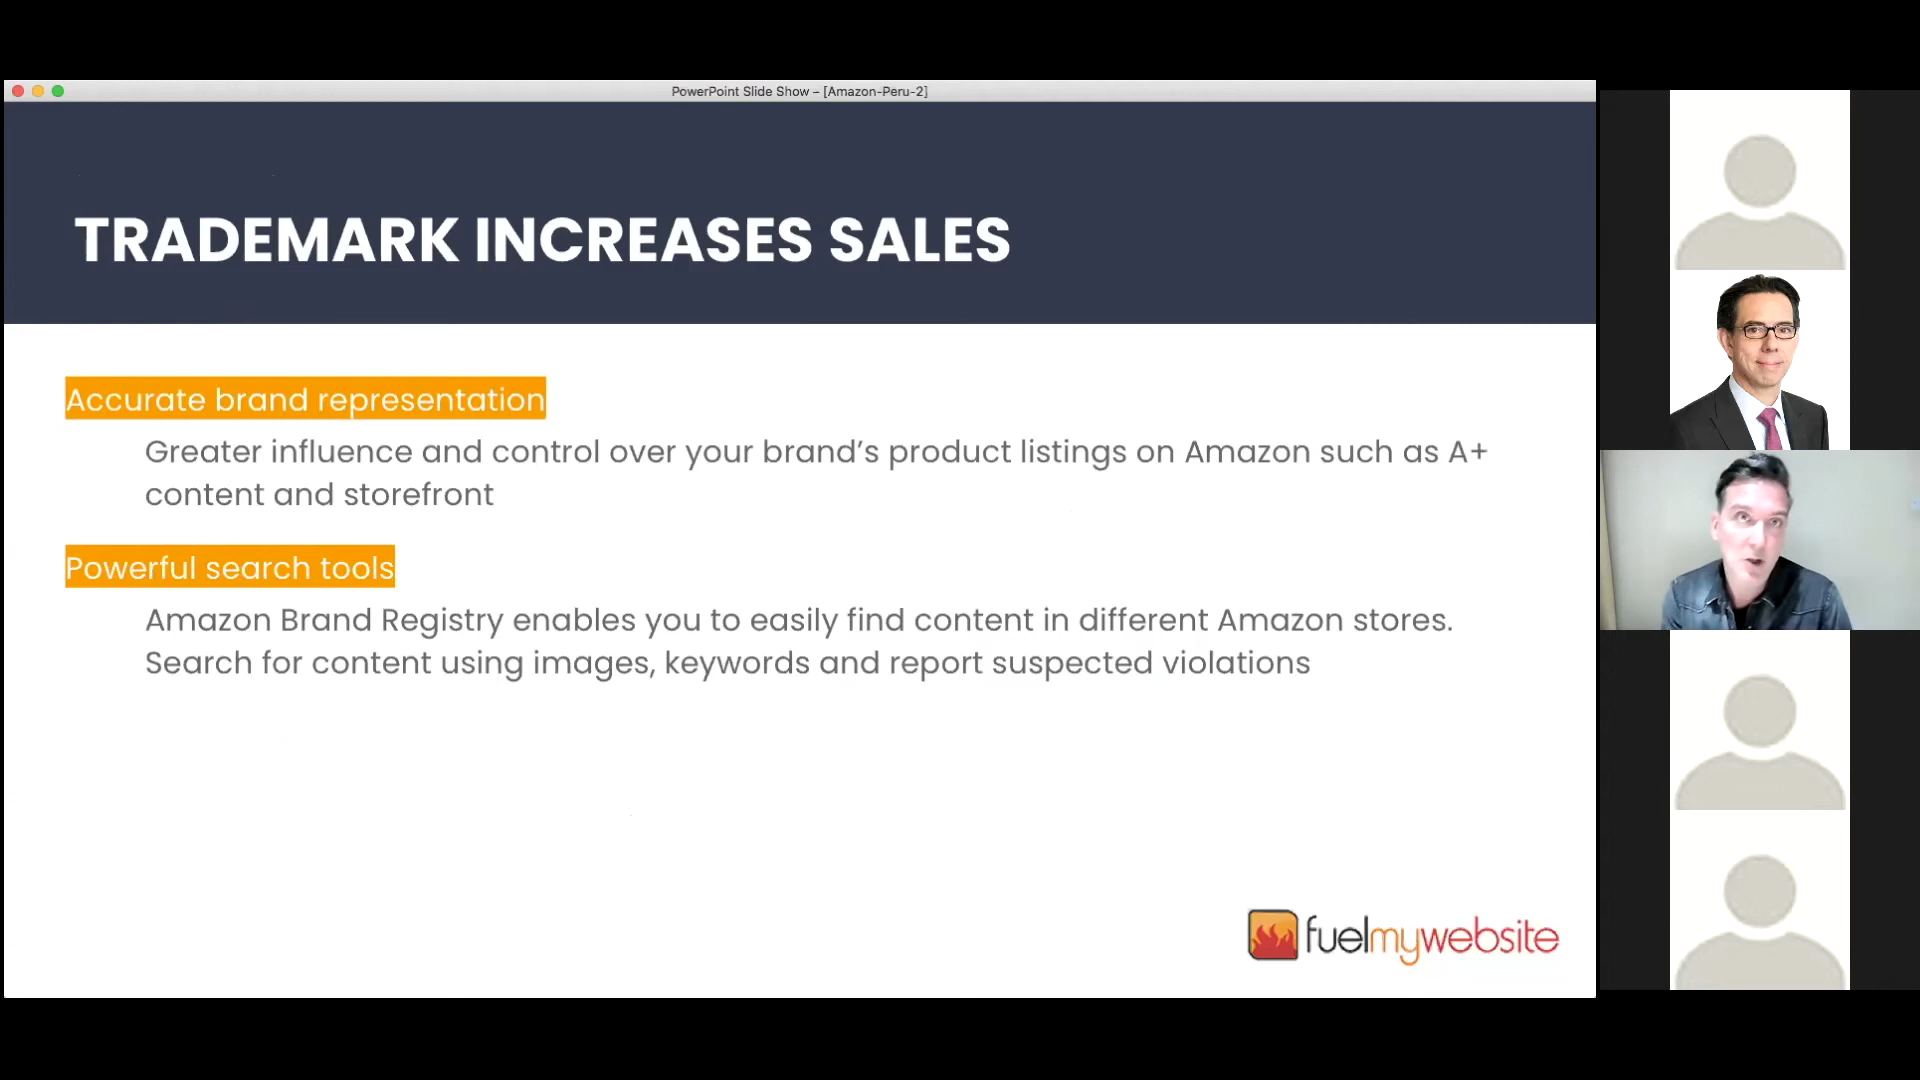 PowerPoint Slide Show – [Amazon-Peru-2]
TRADEMARK INCREASES SALES
Accurate brand representation
Greater influence and control over your brand’s product listings on Amazon such as A+
content and storefront
Powerful search tools
Amazon Brand Registry enables you to easily find content in different Amazon stores.
Search for content using images, keywords and report suspected violations
fuelmywebsite